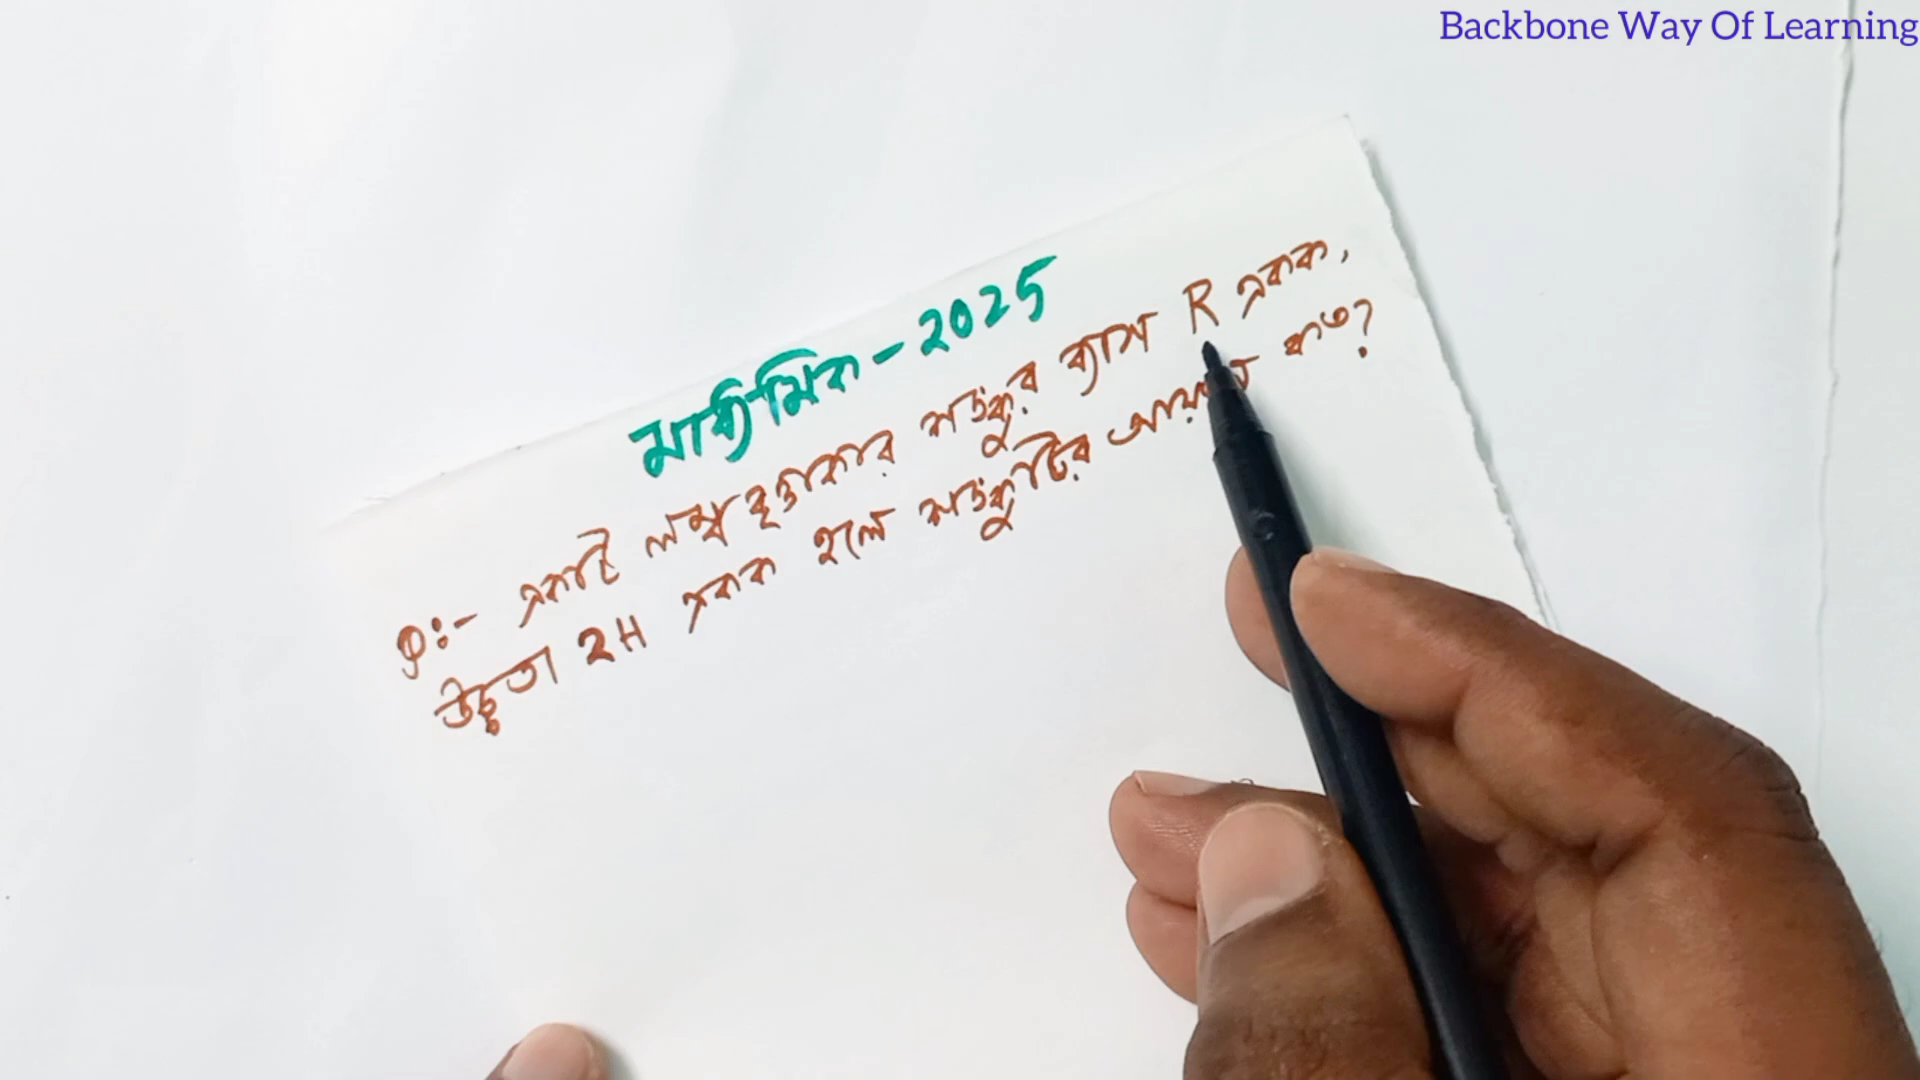 Backbone Way Of Learning
মাধ্যমিক - 2025
Q:- একটি লম্ব বৃত্তাকার শঙ্কুর ব্যাস R একক,
উচ্চতা 2H একক হলে শঙ্কুটির আয়তন কত?